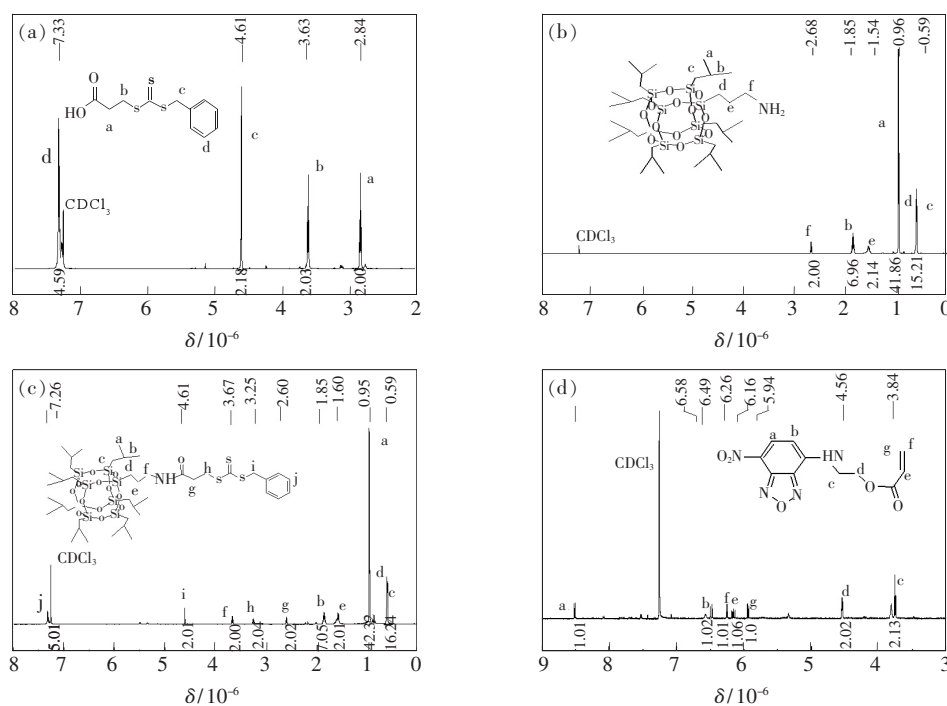 (a)
7.33
4.61
3.63
2.84
O
HO
a
b
S
S
S
c
d
d
CDCl3
c
b
a
4.59
2.18
2.03
2.00
8
7
6
5
4
3
2
δ/10⁻⁶
(b)
2.68
1.85
1.54
0.96
0.59
a
b
c
d
e
f
NH2
Si
O
a
CDCl3
f
b
e
d
c
2.00
6.96
2.14
41.86
15.21
8
7
6
5
4
3
2
1
0
δ/10⁻⁶
(c)
7.26
4.61
3.67
3.25
2.60
1.85
1.60
0.95
0.59
a
b
c
d
e
f
NH
O
g
h
S
S
S
i
j
Si
O
a
CDCl3
j
i
f
h
g
b
e
d
c
5.01
2.01
2.00
2.04
2.02
7.05
2.01
42.39
16.24
8
7
6
5
4
3
2
1
0
δ/10⁻⁶
(d)
6.58
6.49
6.26
6.16
5.94
4.56
3.84
a
b
O2N
HN
N
O
N
c
d
O
O
g
f
e
CDCl3
a
b
f
e
g
d
c
1.01
1.02
1.01
1.06
1.0
2.02
2.13
9
8
7
6
5
4
3
δ/10⁻⁶